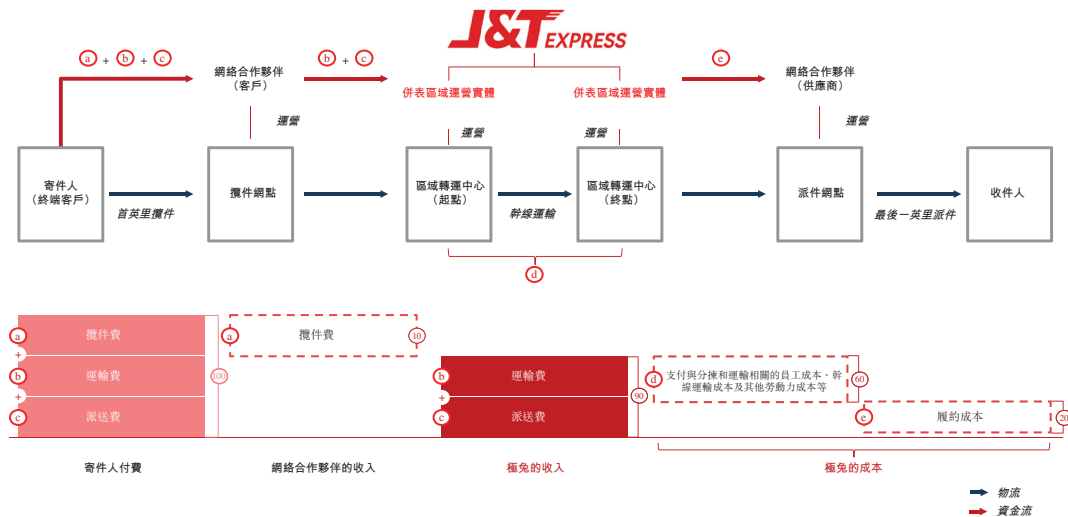 J&T EXPRESS
a + b + c
網絡合作夥伴
（客戶）
b + c
併表區域運營實體
併表區域運營實體
e
網絡合作夥伴
（供應商）
運營
運營
運營
運營
寄件人
（終端客戶）
首英里攬件
攬件網點
區域轉運中心
（起點）
幹線運輸
區域轉運中心
（終點）
派件網點
最後一英里派件
收件人
d
a
攬件費
+
b
運輸費
+
c
派送費
100
a
攬件費
10
b
運輸費
+
c
派送費
90
d
支付與分揀和運輸相關的員工成本、幹
線運輸成本及其他勞動力成本等
60
e
履約成本
20
寄件人付費
網絡合作夥伴的收入
極兔的收入
極兔的成本
物流
資金流